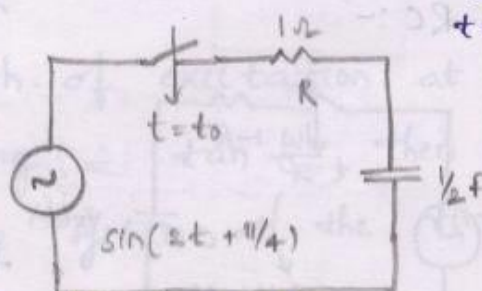 1Ω t
R
t = t0
1/2 F
sin(2t + π/4)